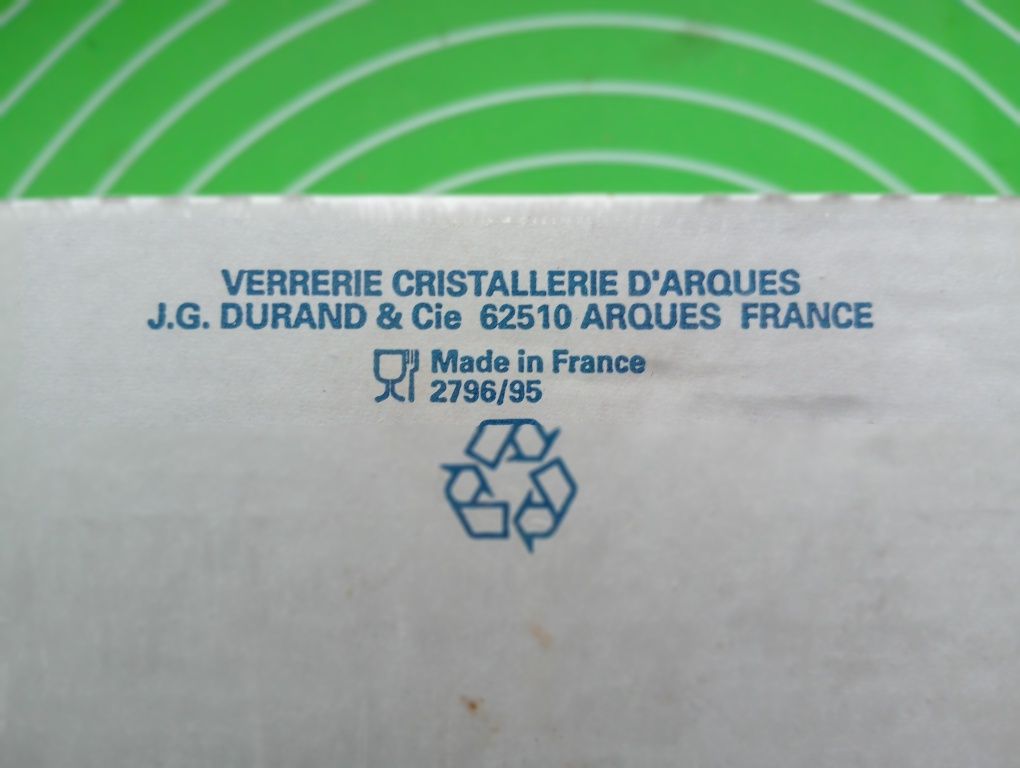 VERRERIE CRISTALLERIE D'ARQUES
J.G. DURAND & Cie 62510 ARQUES FRANCE
Made in France
2796/95